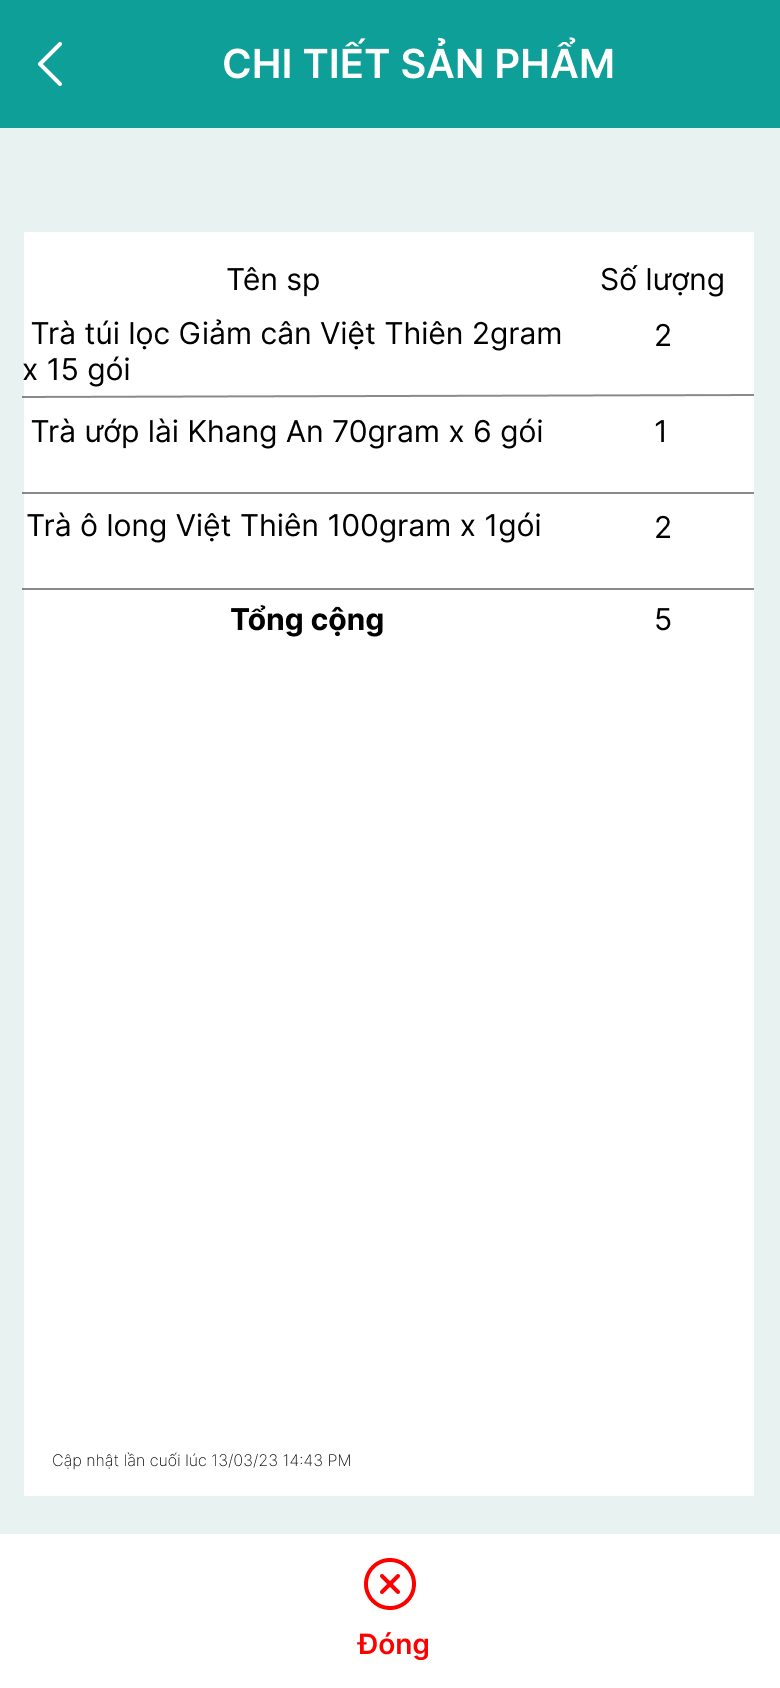 CHI TIẾT SẢN PHẨM
Tên sp Số lượng
Trà túi lọc Giảm cân Việt Thiên 2gram 2
x 15 gói
Trà ướp lài Khang An 70gram x 6 gói 1
Trà ô long Việt Thiên 100gram x 1gói 2
Tổng cộng 5
Cập nhật lần cuối lúc 13/03/23 14:43 PM
Đóng